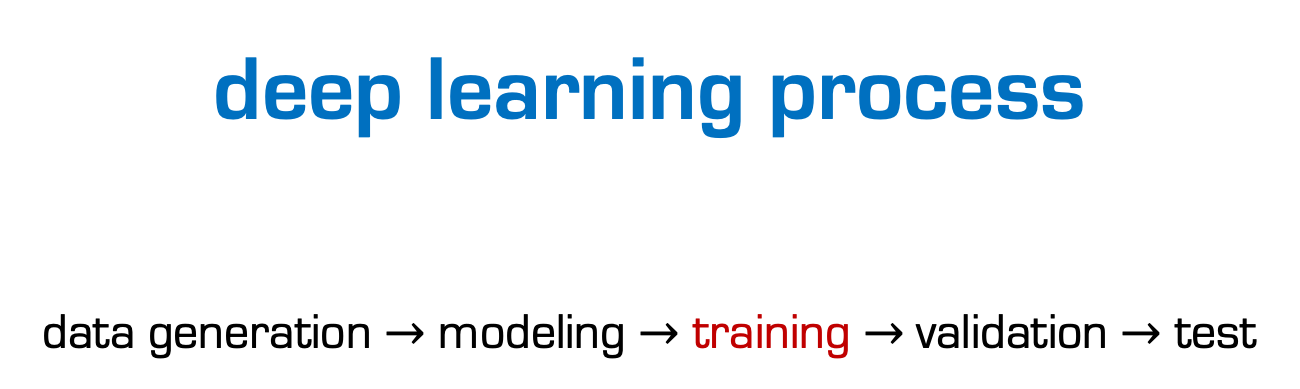 deep learning process
data generation → modeling → training → validation → test